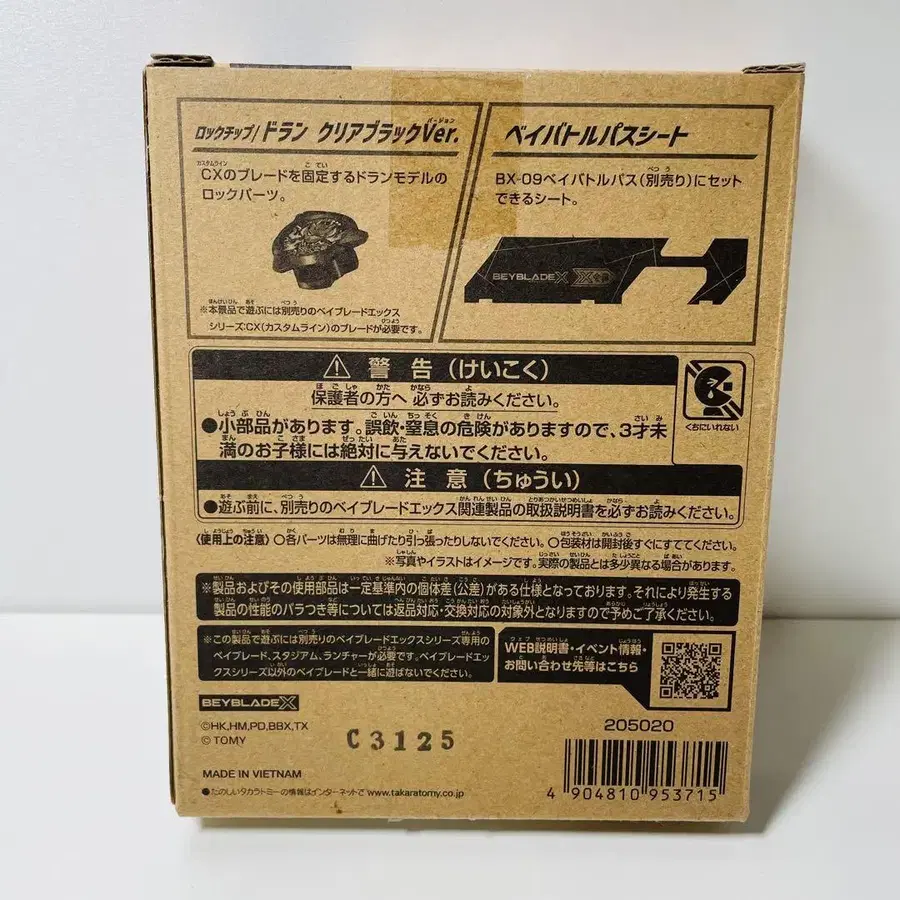 ロックチップ/ドラン クリアブラックVer.
バージョン
カスタムライン
CXのブレードを固定するドランモデルの
ロックパーツ。
※本景品で遊ぶには別売りのベイブレードエックス
シリーズ:CX(カスタムライン)のブレードが必要です。
ベイバトルパスシート
BX-09ベイバトルパス(別売り)にセット
できるシート。
BEYBLADE X
⚠ 警告(けいこく)
保護者の方へ 必ずお読みください。
●小部品があります。誤飲・窒息の危険がありますので、3才未
満のお子様には絶対に与えないでください。
くちにいれない
⚠ 注意(ちゅうい)
●遊ぶ前に、別売りのベイブレードエックス関連製品の取扱説明書を必ずお読みください。
〈使用上の注意〉 ○各パーツは無理に曲げたり引っ張ったりしないでください。 ○包装材は開封後すぐにすててください。
※写真やイラストはイメージです。実際の製品とは多少異なる場合があります。
※製品およびその使用部品は一定基準内の個体差(公差)がある仕様となっております。それにより発生する
製品の性能のバラつき等については返品対応・交換対応の対象外となりますので予めご了承ください。
※この製品で遊ぶには別売りのベイブレードエックスシリーズ専用の
ベイブレード、スタジアム、ランチャーが必要です。ベイブレードエッ
クスシリーズ以外のベイブレードと一緒に遊ばないでください。
WEB説明書・イベント情報・
お問い合わせ先等はこちら
BEYBLADE X
©HK,HM,PD,BBX,TX
© TOMY
C3125
205020
MADE IN VIETNAM
●たのしいタカラトミーの情報はインターネットで www.takaratomy.co.jp
4 904810 953715